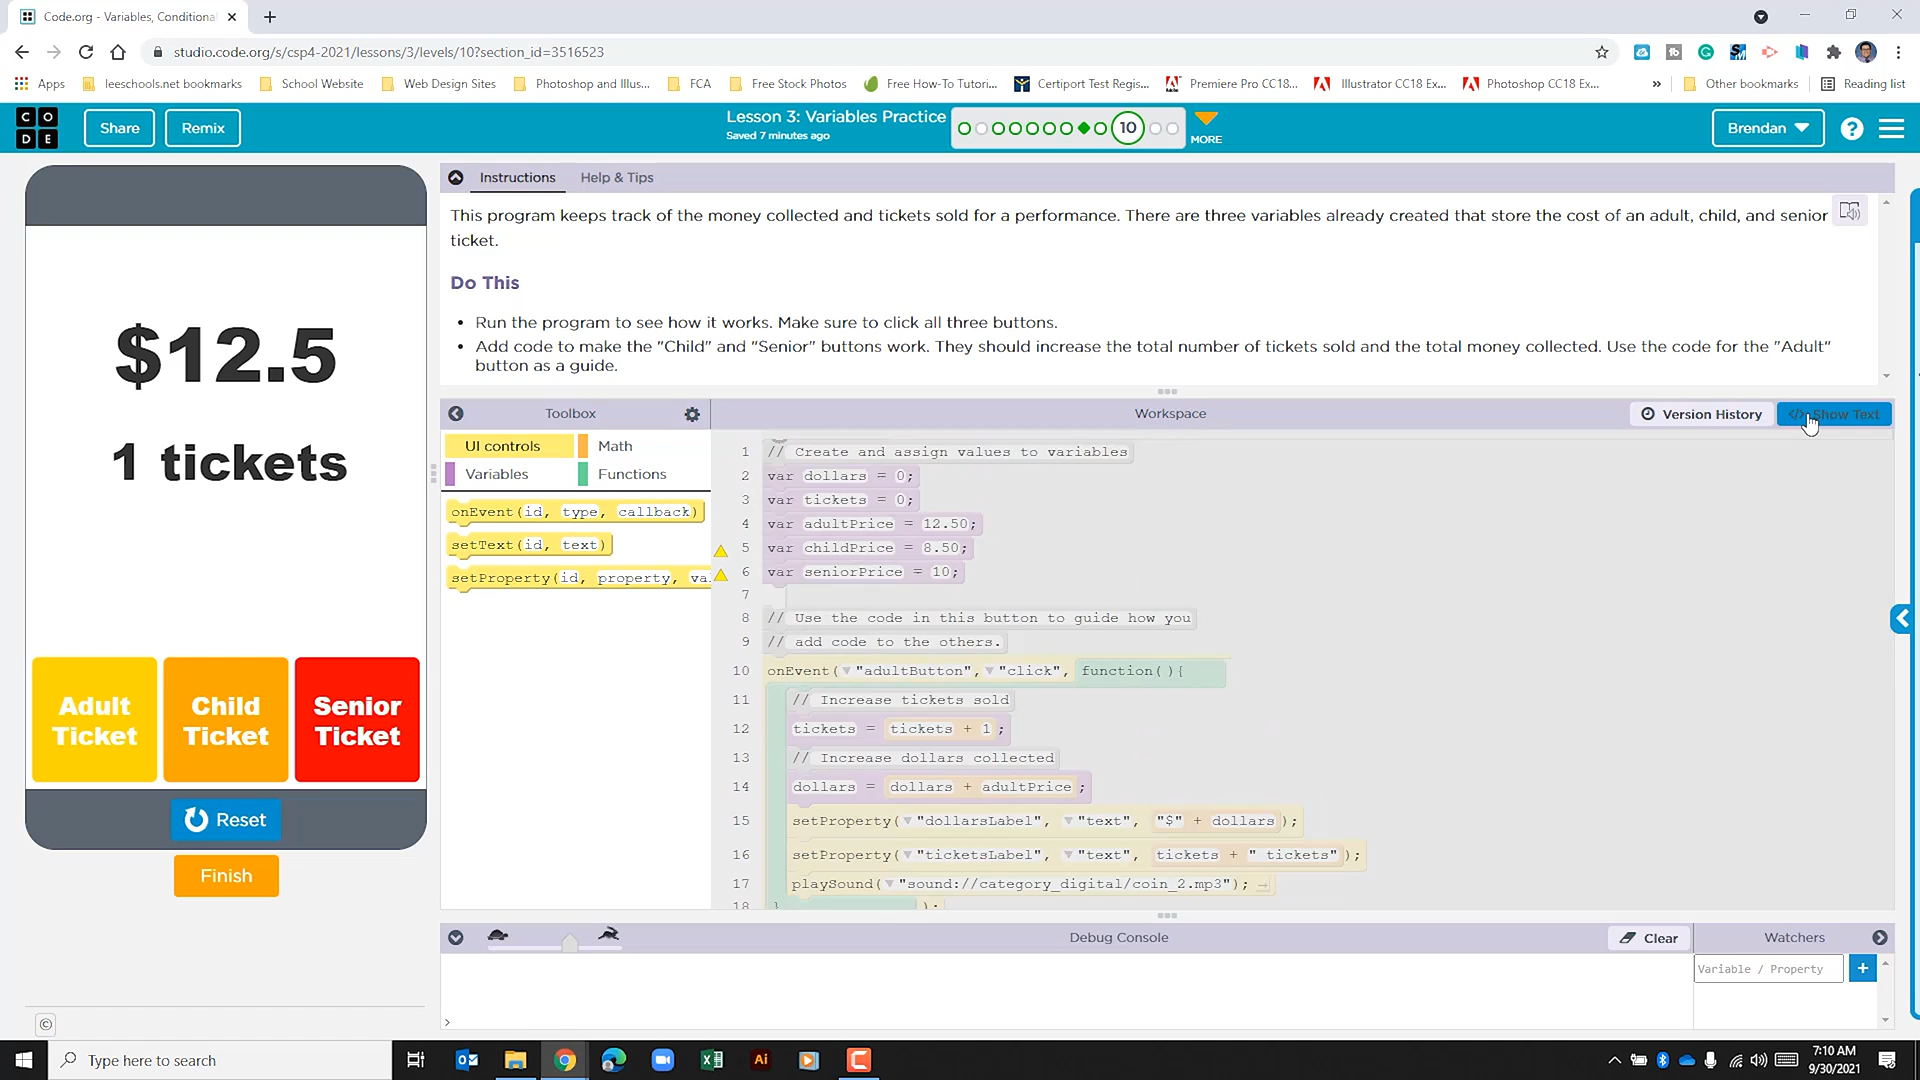 Code.org - Variables, Conditiona
studio.code.org/s/csp4-2021/lessons/3/levels/10?section_id=3516523
Apps
leeschools.net bookmarks
School Website
Web Design Sites
Photoshop and Illus...
FCA
Free Stock Photos
Free How-To Tutori...
Certiport Test Regis...
Premiere Pro CC18...
Illustrator CC18 Ex...
Photoshop CC18 Ex...
»
Other bookmarks
Reading list
C O
D E
Share
Remix
Lesson 3: Variables Practice
Saved 7 minutes ago
10
MORE
Brendan
?
Instructions
Help & Tips
This program keeps track of the money collected and tickets sold for a performance. There are three variables already created that store the cost of an adult, child, and senior
ticket.
Do This
• Run the program to see how it works. Make sure to click all three buttons.
• Add code to make the "Child" and "Senior" buttons work. They should increase the total number of tickets sold and the total money collected. Use the code for the "Adult"
button as a guide.
$12.5
1 tickets
Adult
Ticket
Child
Ticket
Senior
Ticket
Reset
Finish
©
Toolbox
UI controls
Math
Variables
Functions
onEvent(id, type, callback)
setText(id, text)
setProperty(id, property, va
Workspace
Version History
</> Show Text
1 // Create and assign values to variables
2 var dollars = 0;
3 var tickets = 0;
4 var adultPrice = 12.50;
5 var childPrice = 8.50;
6 var seniorPrice = 10;
7
8 // Use the code in this button to guide how you
9 // add code to the others.
10 onEvent(▼"adultButton",▼"click", function( ){
11 // Increase tickets sold
12 tickets = tickets + 1;
13 // Increase dollars collected
14 dollars = dollars + adultPrice;
15 setProperty(▼"dollarsLabel", ▼"text", "$" + dollars);
16 setProperty(▼"ticketsLabel", ▼"text", tickets + " tickets");
17 playSound(▼"sound://category_digital/coin_2.mp3");
18 } );
Debug Console
Clear
Watchers
Variable / Property
+
>
Type here to search
Ai
7:10 AM
9/30/2021